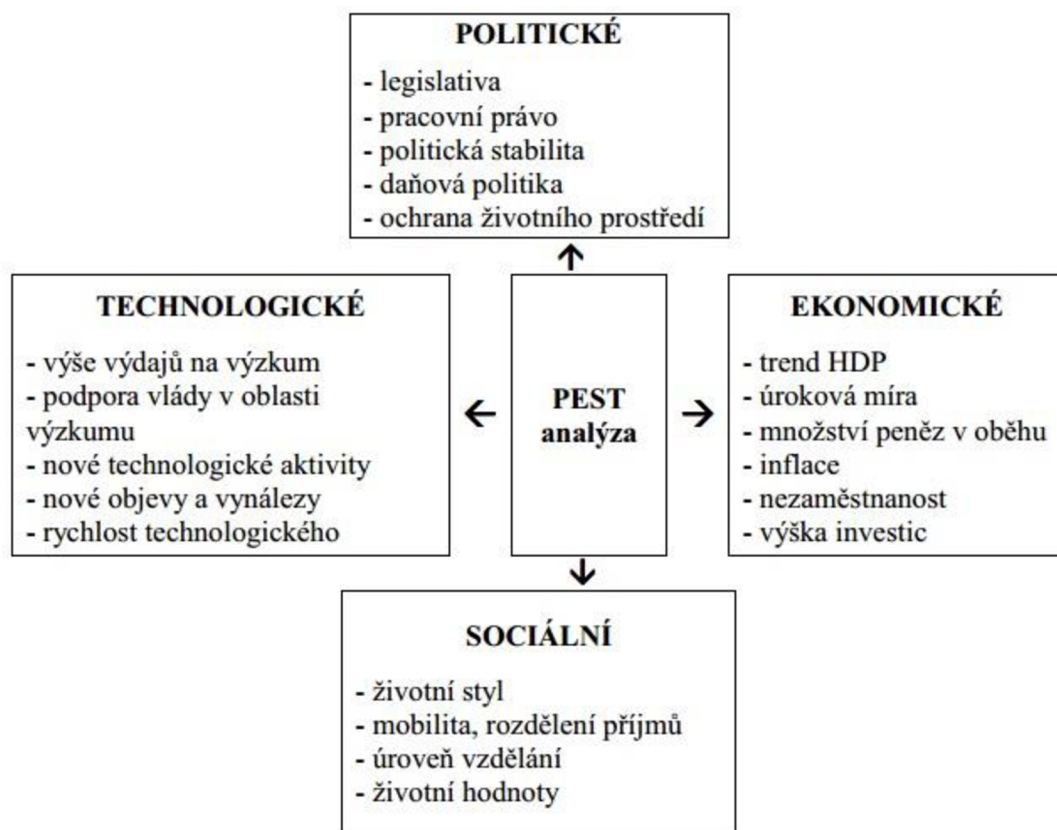 POLITICKÉ
- legislativa
- pracovní právo
- politická stabilita
- daňová politika
- ochrana životního prostředí
TECHNOLOGICKÉ
- výše výdajů na výzkum
- podpora vlády v oblasti
výzkumu
- nové technologické aktivity
- nové objevy a vynálezy
- rychlost technologického
PEST
analýza
EKONOMICKÉ
- trend HDP
- úroková míra
- množství peněz v oběhu
- inflace
- nezaměstnanost
- výška investic
SOCIÁLNÍ
- životní styl
- mobilita, rozdělení příjmů
- úroveň vzdělání
- životní hodnoty